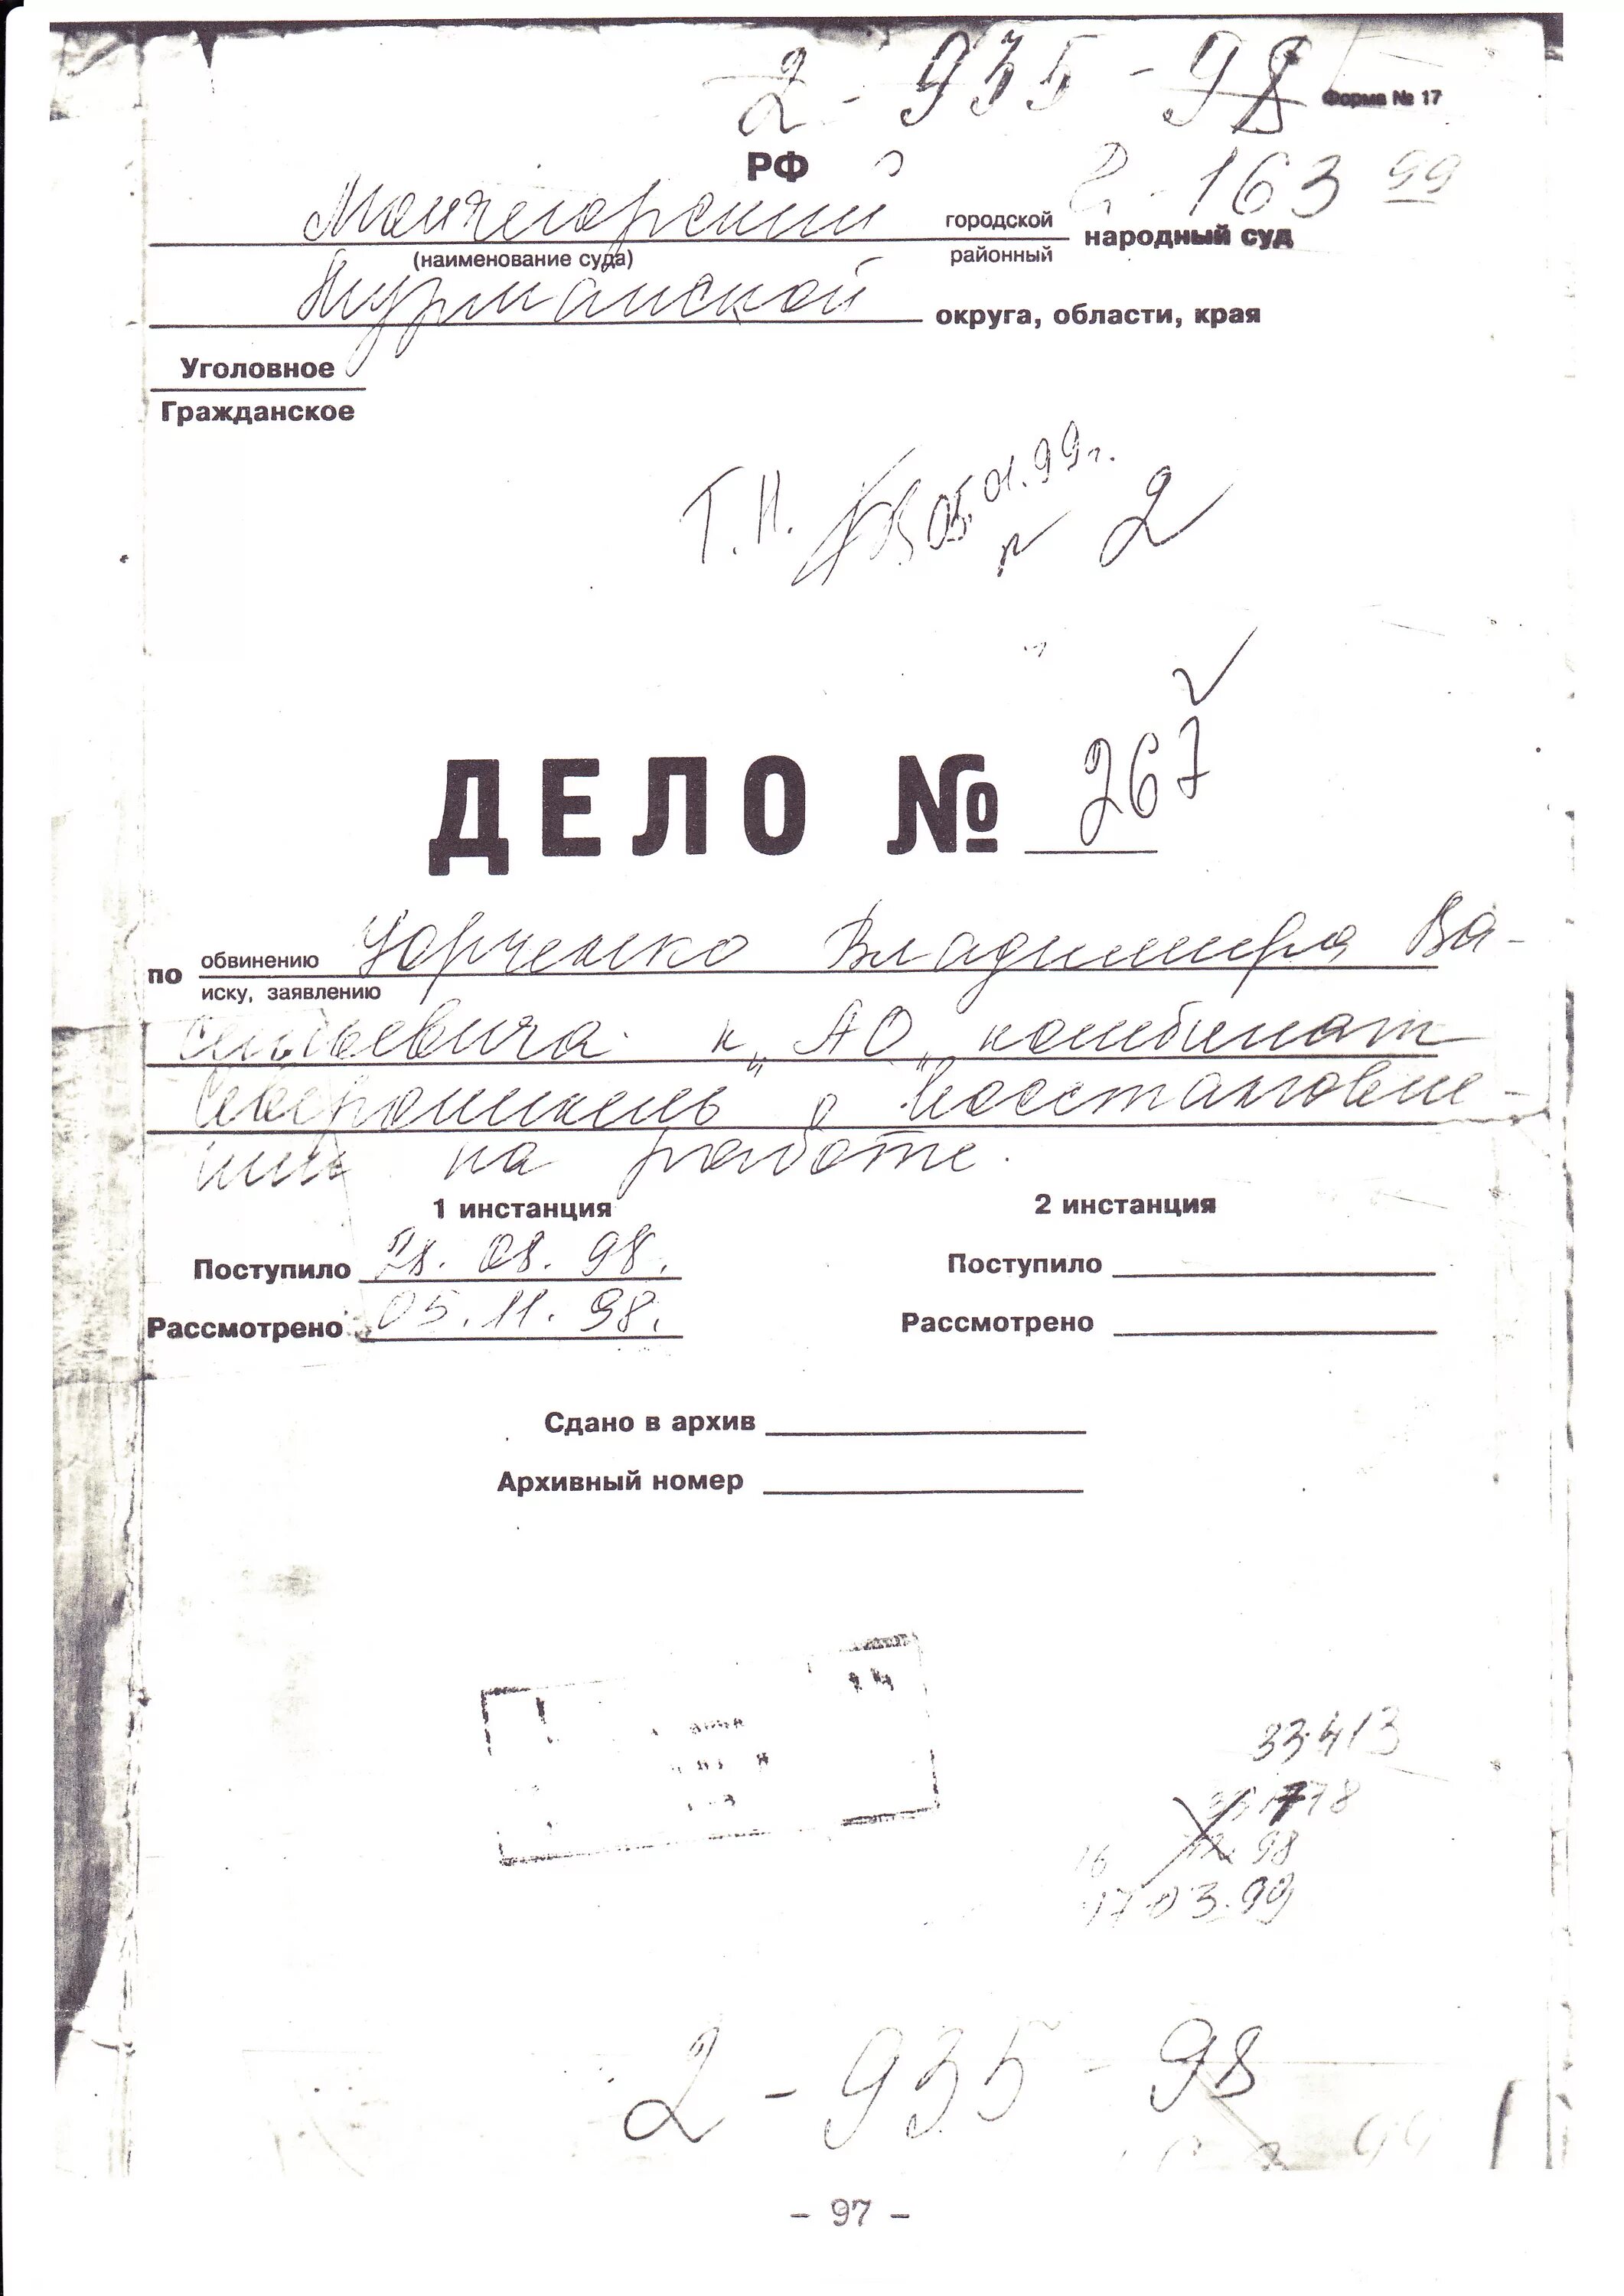 2 - 935 - 98
Форма № 17
РФ
2 - 163 99
Мончегорский городской
районный
народный суд
(наименование суда)
Мурманской округа, области, края
Уголовное
Гражданское
Т.Н. 05.01.99г.
2
ДЕЛО № 267
по обвинению Юрченко Владимира Ва-
иску, заявлению
сильевича к „АО „комбинат
Североникель" о восстановле-
нии на работе.
1 инстанция
2 инстанция
Поступило 28. 08. 98.
Поступило
Рассмотрено 05. 11. 98.
Рассмотрено
Сдано в архив
Архивный номер
33413
98
16
17 03.99
2 - 935 - 98
99
- 97 -